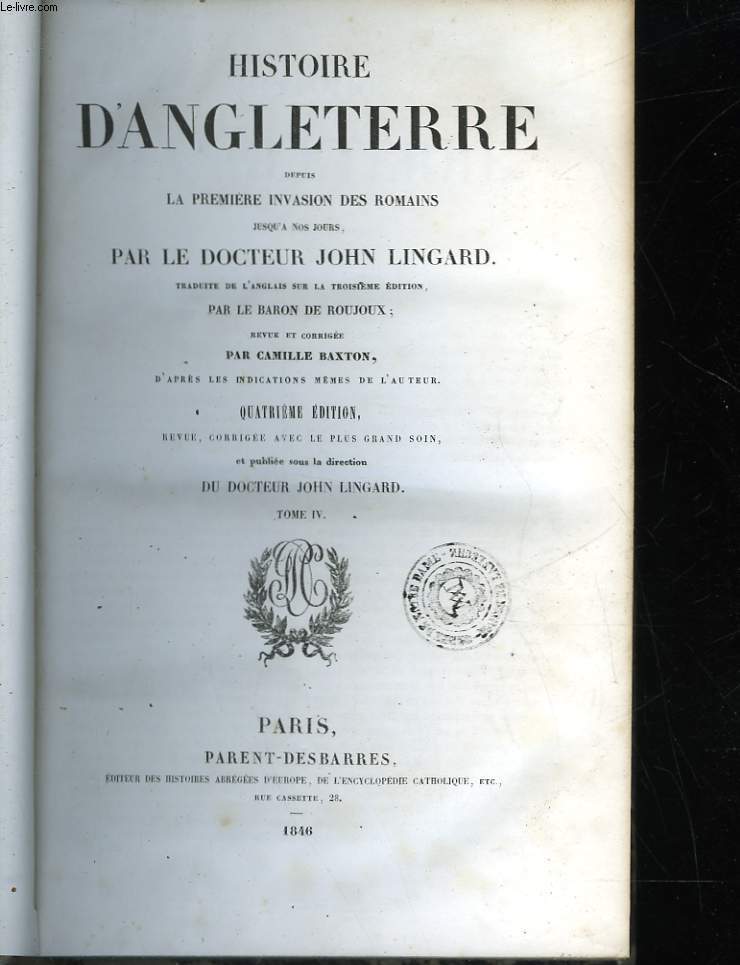 Le-livre.com
HISTOIRE
D'ANGLETERRE
DEPUIS
LA PREMIÈRE INVASION DES ROMAINS
JUSQU'A NOS JOURS,
PAR LE DOCTEUR JOHN LINGARD.
TRADUITE DE L'ANGLAIS SUR LA TROISIÈME ÉDITION,
PAR LE BARON DE ROUJOUX;
REVUE ET CORRIGÉE
PAR CAMILLE BAXTON,
D'APRÈS LES INDICATIONS MÊMES DE L'AUTEUR.
QUATRIÈME ÉDITION,
REVUE, CORRIGÉE AVEC LE PLUS GRAND SOIN,
et publiée sous la direction
DU DOCTEUR JOHN LINGARD.
TOME IV.
DAME
PARIS,
PARENT-DESBARRES,
ÉDITEUR DES HISTOIRES ABRÉGÉES D'EUROPE, DE L'ENCYCLOPÉDIE CATHOLIQUE, ETC.,
RUE CASSETTE, 28.
1846